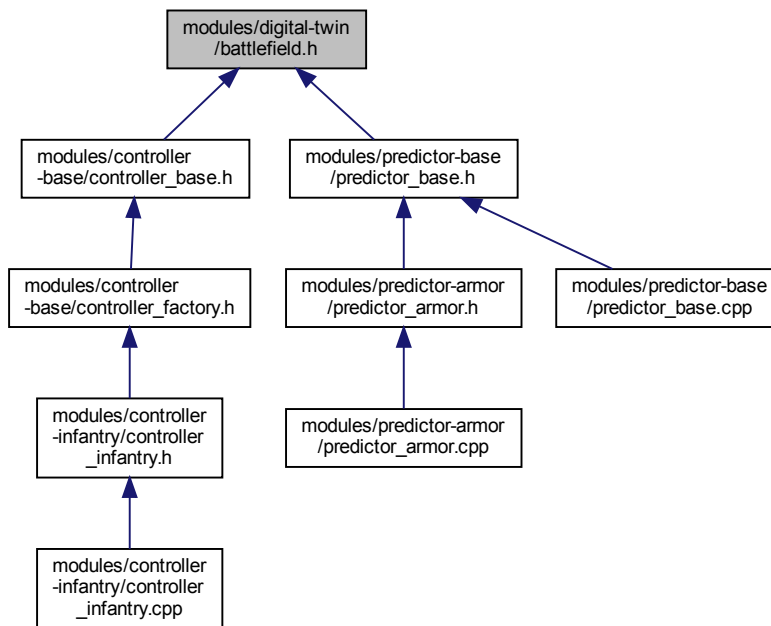 modules/digital-twin
/battlefield.h
modules/controller
-base/controller_base.h
modules/predictor-base
/predictor_base.h
modules/controller
-base/controller_factory.h
modules/predictor-armor
/predictor_armor.h
modules/predictor-base
/predictor_base.cpp
modules/controller
-infantry/controller
_infantry.h
modules/predictor-armor
/predictor_armor.cpp
modules/controller
-infantry/controller
_infantry.cpp